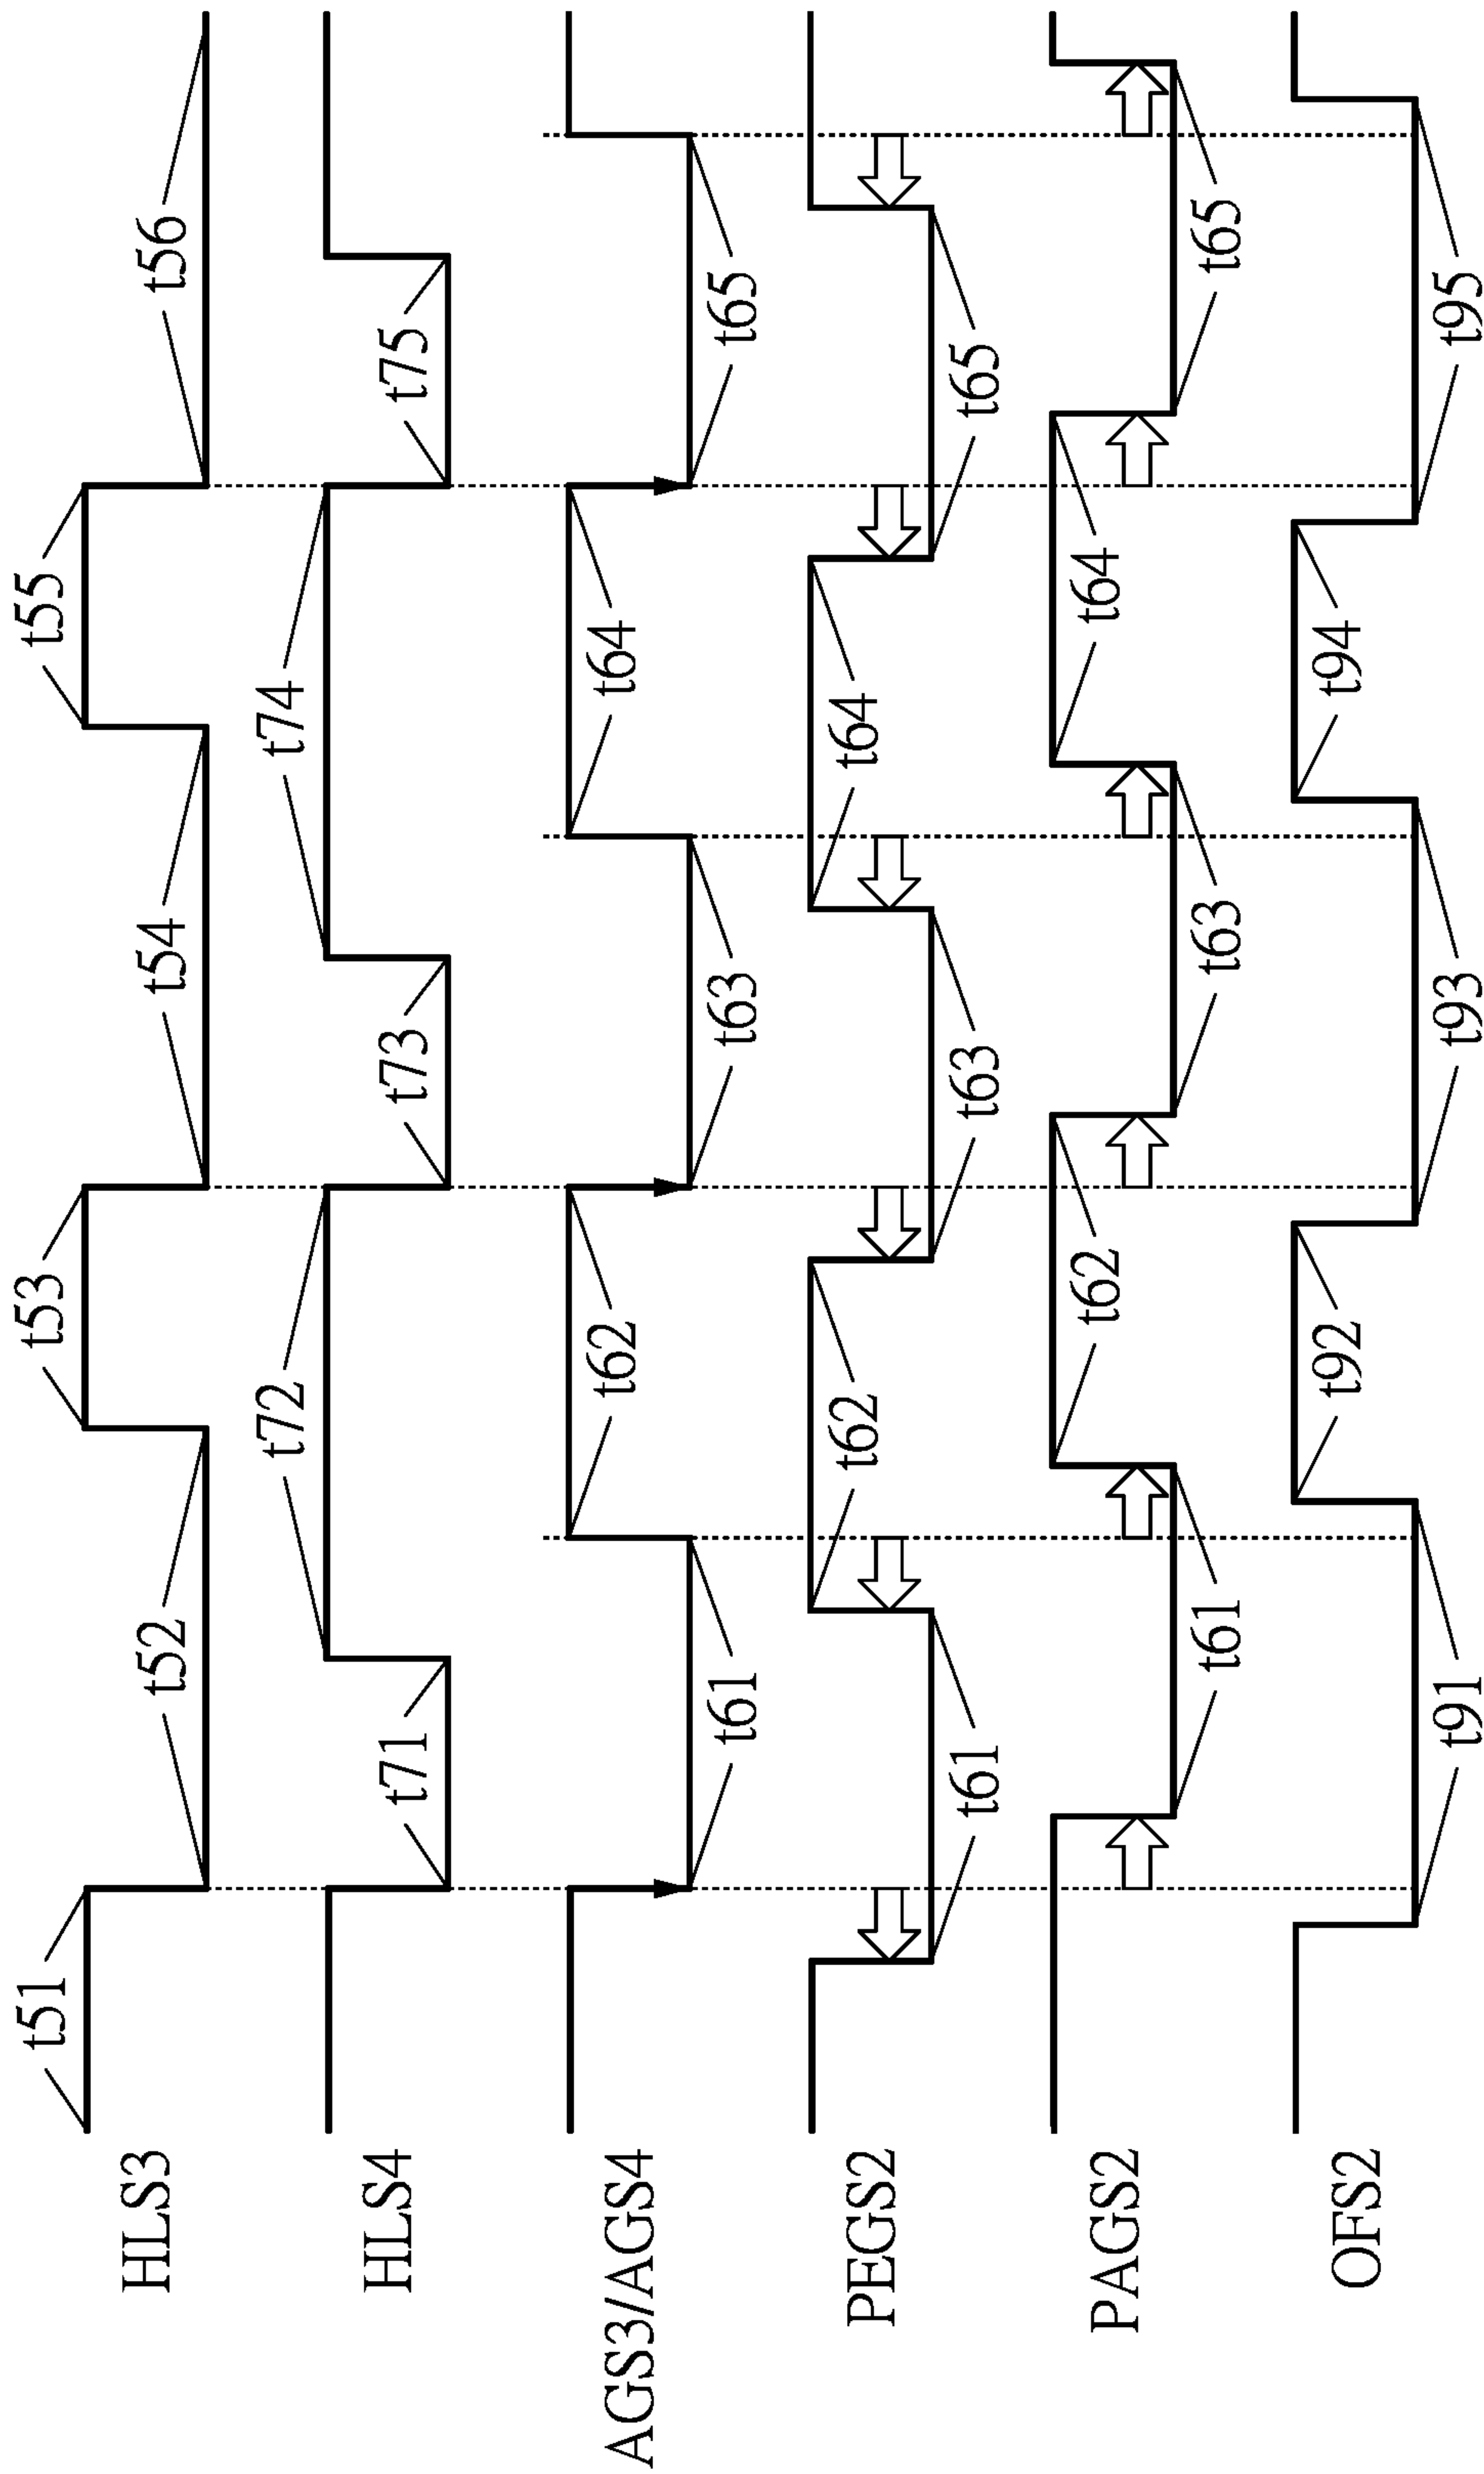 HLS3
t51
t52
t53
t54
t55
t56
HLS4
t71
t72
t73
t74
t75
AGS3/AGS4
t61
t62
t63
t64
t65
PEGS2
t61
t62
t63
t64
t65
PAGS2
t61
t62
t63
t64
t65
OFS2
t91
t92
t93
t94
t95